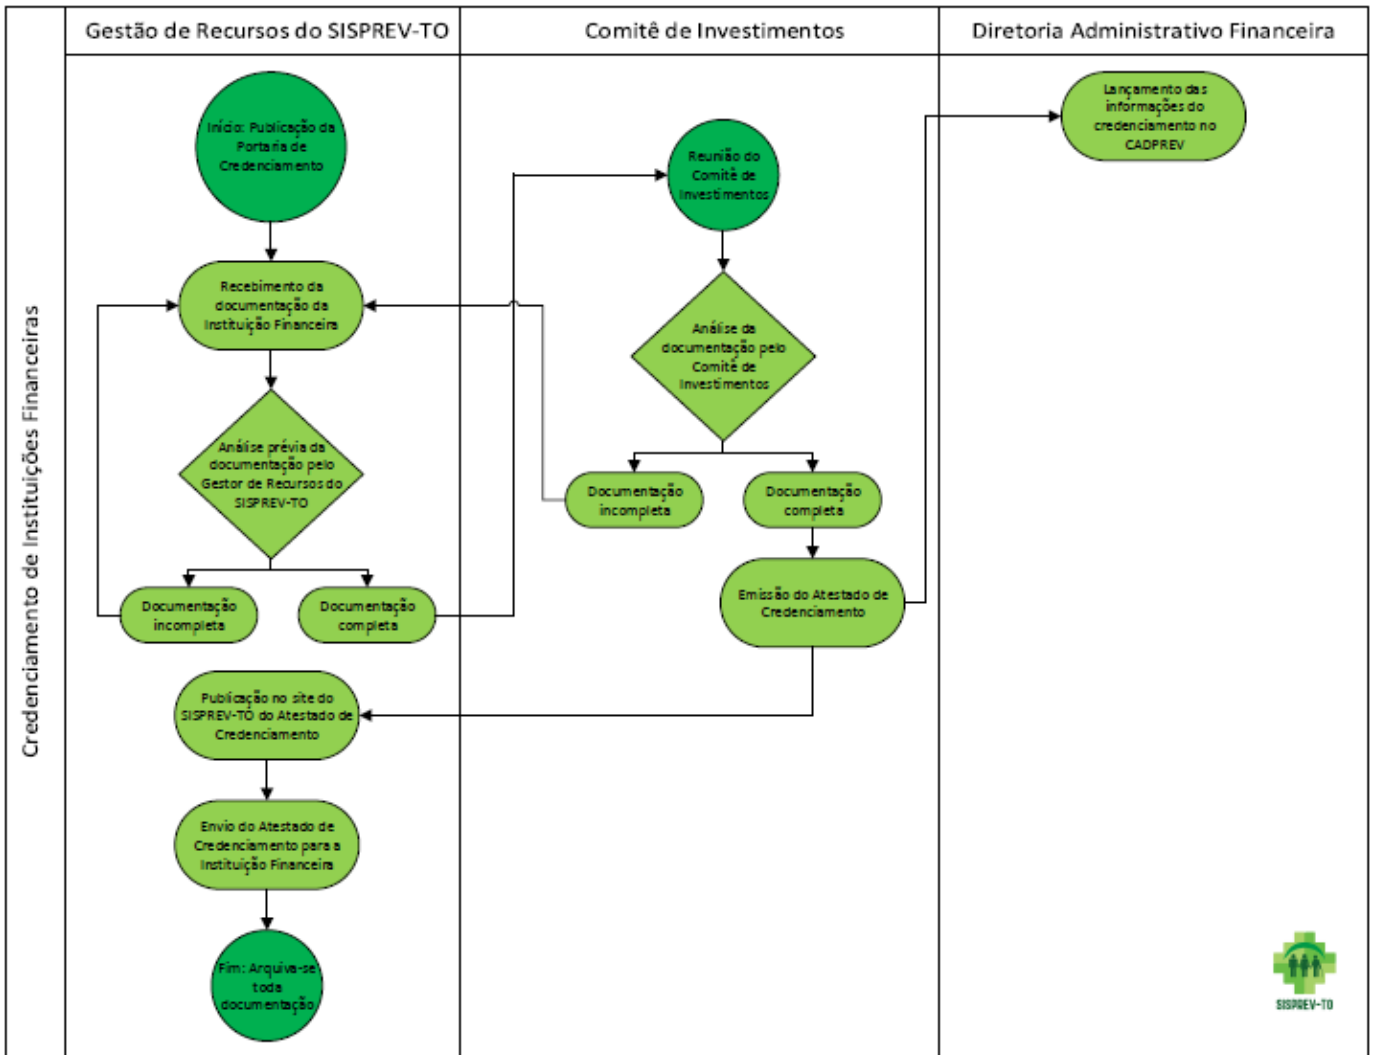 Credenciamento de Instituições Financeiras
Gestão de Recursos do SISPREV-TO
Comitê de Investimentos
Diretoria Administrativo Financeira
Início: Publicação da
Portaria de
Credenciamento
Recebimento da
documentação da
Instituição Financeira
Análise prévia da
documentação pelo
Gestor de Recursos do
SISPREV-TO
Documentação
incompleta
Documentação
completa
Publicação no site do
SISPREV-TO do Atestado de
Credenciamento
Envio do Atestado de
Credenciamento para a
Instituição Financeira
Fim: Arquiva-se
toda
documentação
Reunião do
Comitê de
Investimentos
Análise da
documentação pelo
Comitê de
Investimentos
Documentação
incompleta
Documentação
completa
Emissão do Atestado de
Credenciamento
Lançamento das
informações do
credenciamento no
CADPREV
SISPREV-TO